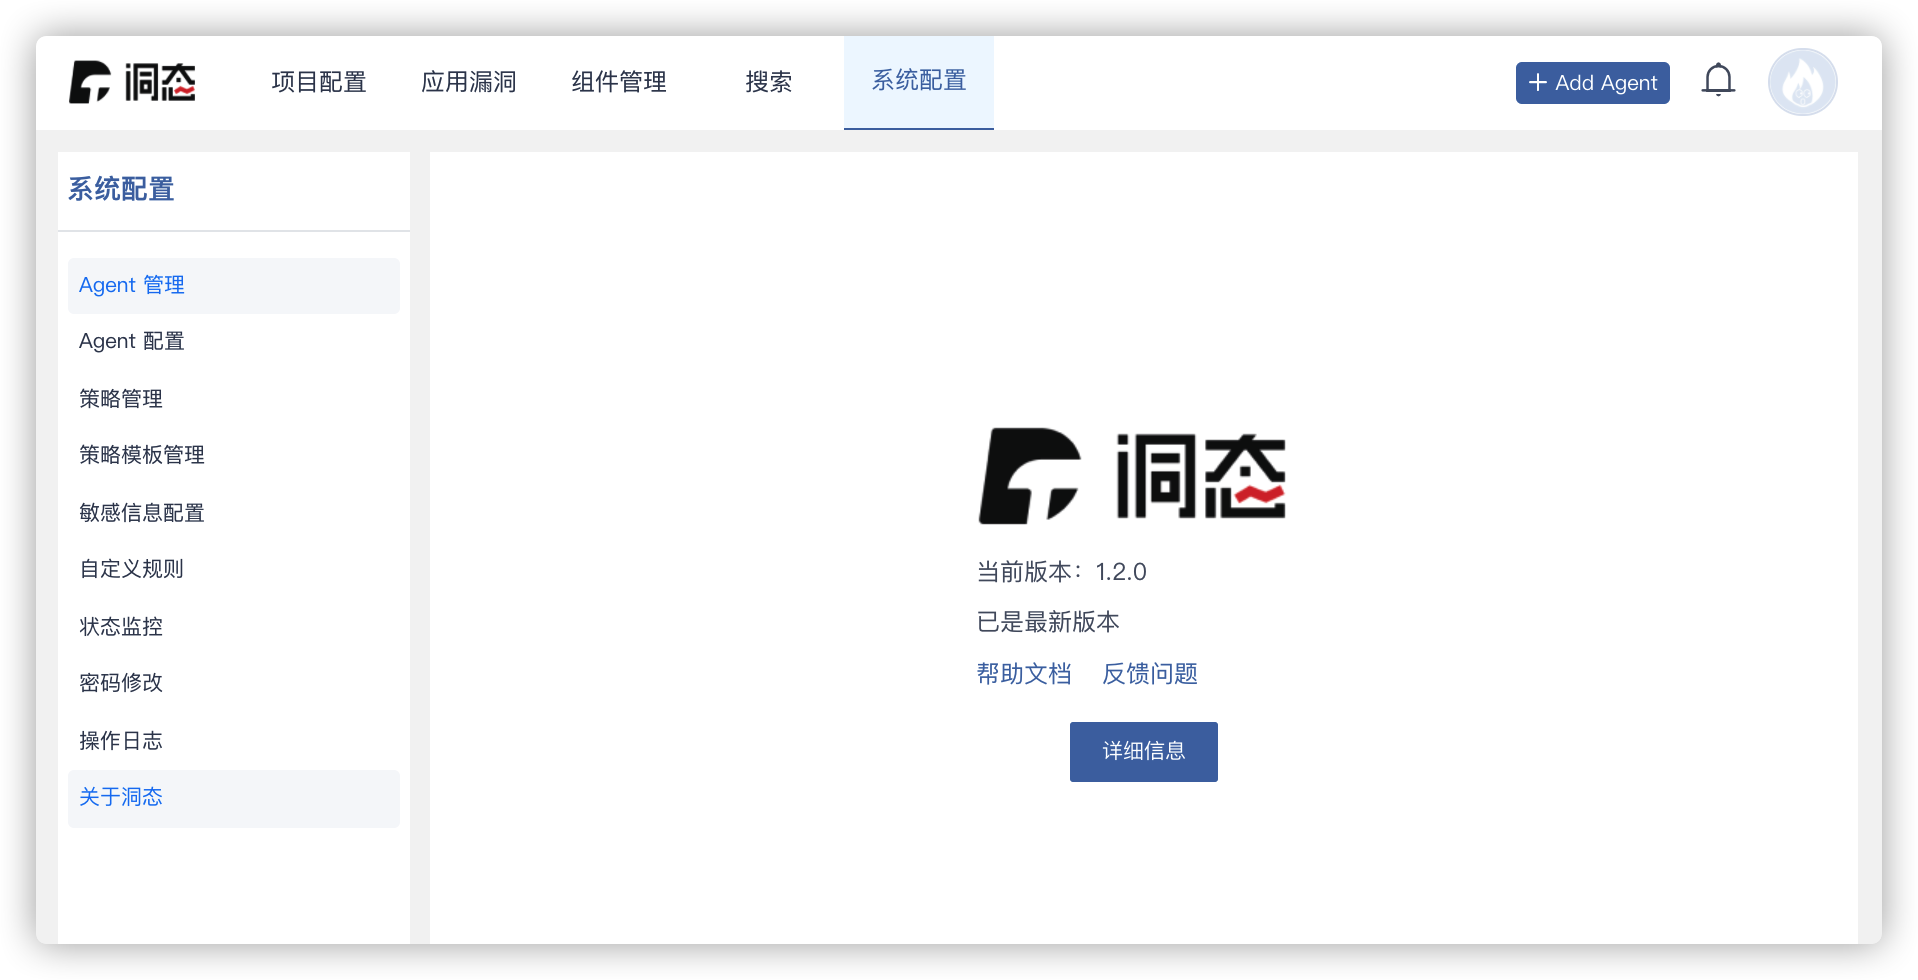 洞态 项目配置 应用漏洞 组件管理 搜索 系统配置 Add Agent
系统配置
Agent 管理
Agent 配置
策略管理
策略模板管理
敏感信息配置
自定义规则
状态监控
密码修改
操作日志
关于洞态
洞态
当前版本：1.2.0
已是最新版本
帮助文档 反馈问题
详细信息